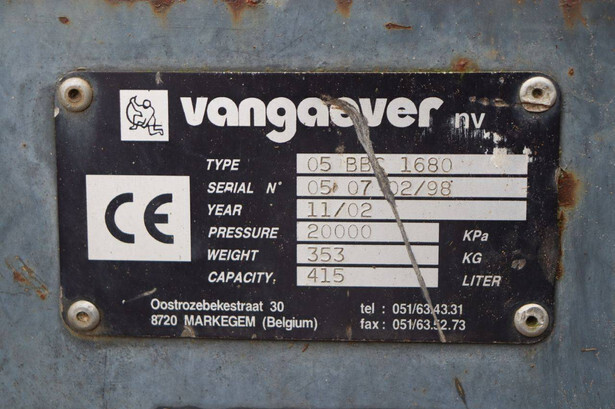 vangaever nv
TYPE 05 BBC 1680
SERIAL N° 05 07 02/98
YEAR 11/02
PRESSURE 20000 KPa
WEIGHT 353 KG
CAPACITY: 415 LITER
CE
Oostrozebekestraat 30 tel : 051/63.43.31
8720 MARKEGEM (Belgium) fax : 051/63.52.73